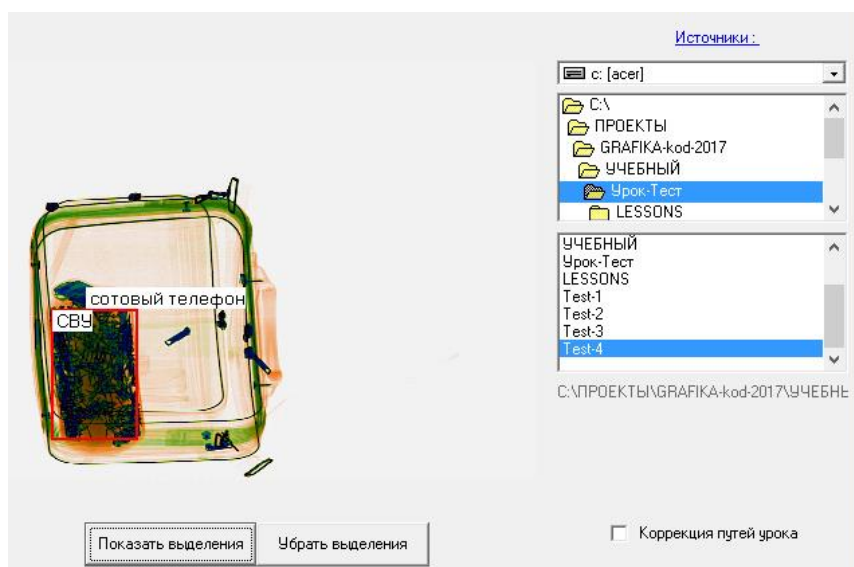 Источники :
c: [acer]
C:\
ПРОЕКТЫ
GRAFIKA-kod-2017
УЧЕБНЫЙ
Урок-Тест
LESSONS
УЧЕБНЫЙ
Урок-Тест
LESSONS
Test-1
Test-2
Test-3
Test-4
C:\ПРОЕКТЫ\GRAFIKA-kod-2017\УЧЕБНЕ
сотовый телефон
СВУ
Показать выделения
Убрать выделения
Коррекция путей урока